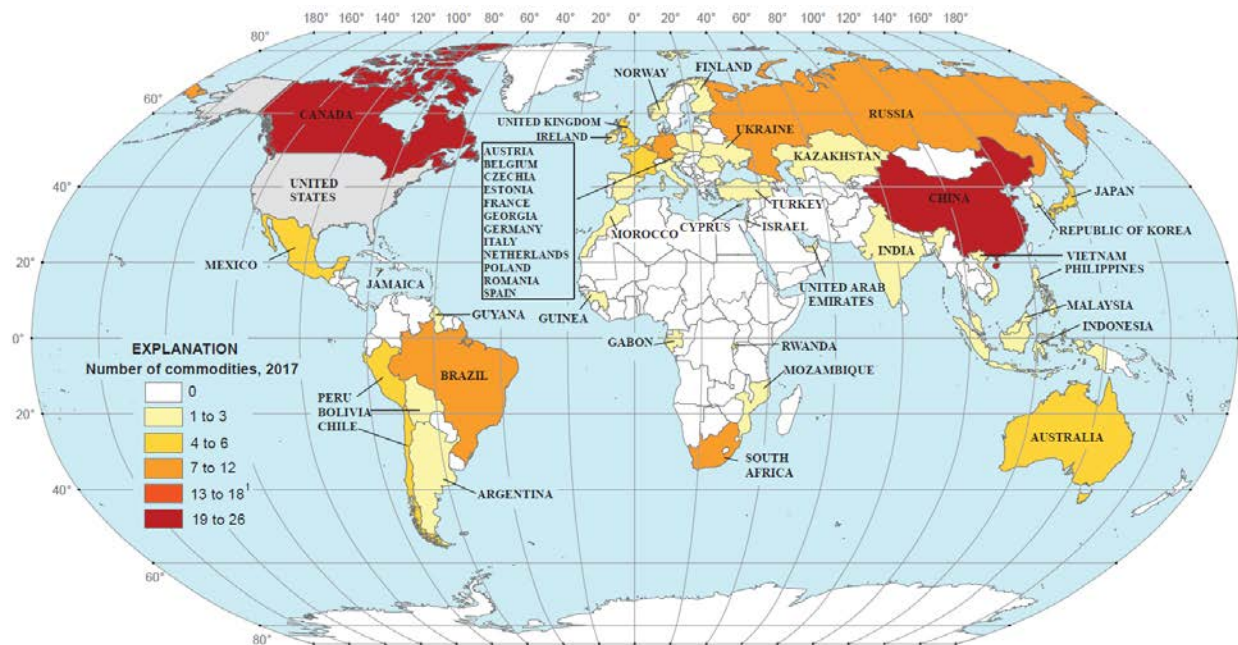 180° 160° 140° 120° 100° 80° 60° 40° 20° 0° 20° 40° 60° 80° 100° 120° 140° 160° 180°
80°
60°
40°
20°
0°
20°
40°
60°
80°
NORWAY
FINLAND
CANADA
RUSSIA
UNITED KINGDOM
IRELAND
UKRAINE
AUSTRIA
BELGIUM
CZECHIA
ESTONIA
FRANCE
GEORGIA
GERMANY
ITALY
NETHERLANDS
POLAND
ROMANIA
SPAIN
KAZAKHSTAN
UNITED
STATES
CHINA
JAPAN
TURKEY
MOROCCO
CYPRUS
ISRAEL
REPUBLIC OF KOREA
MEXICO
INDIA
VIETNAM
PHILIPPINES
JAMAICA
UNITED ARAB
EMIRATES
GUYANA
GUINEA
MALAYSIA
INDONESIA
GABON
RWANDA
MOZAMBIQUE
BRAZIL
PERU
BOLIVIA
CHILE
AUSTRALIA
SOUTH
AFRICA
ARGENTINA
EXPLANATION
Number of commodities, 2017
0
1 to 3
4 to 6
7 to 12
13 to 18¹
19 to 26